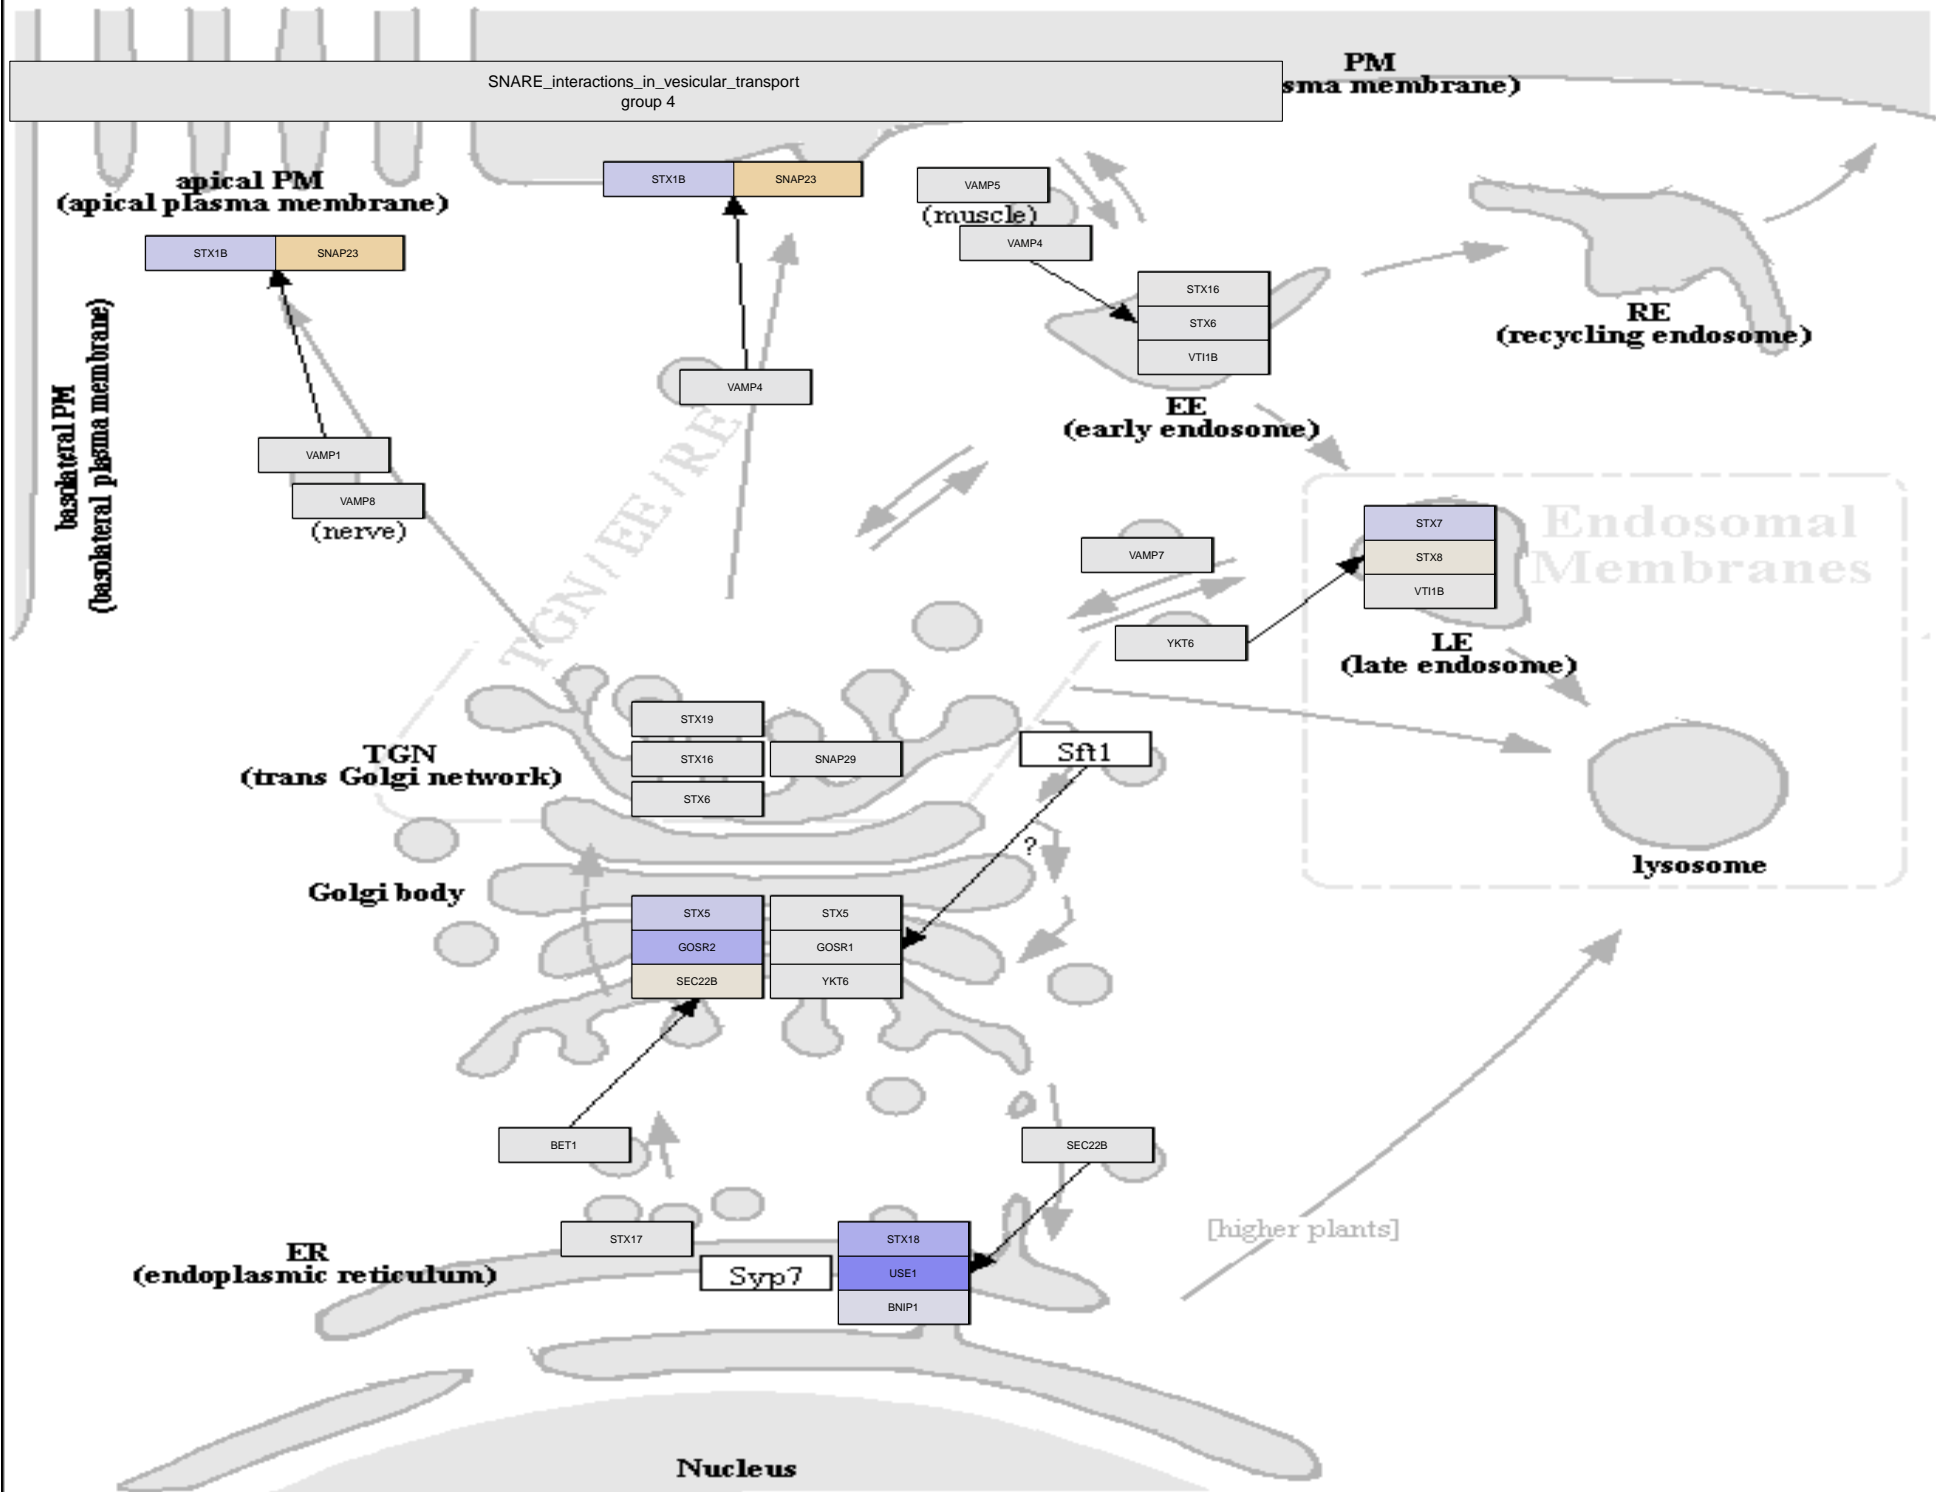 SNARE_interactions_in_vesicular_transport
group 4
PM
sma membrane)
apical PM
(apical plasma membrane)
STX1B SNAP23
STX1B SNAP23
VAMP5
(muscle)
VAMP4
STX16
STX6
VTI1B
EE
(early endosome)
RE
(recycling endosome)
basolateral PM
(basolateral plasma membrane)
VAMP4
VAMP1
VAMP8
(nerve)
TGN/EE/RE
VAMP7
YKT6
STX7
STX8
VTI1B
Endosomal
Membranes
LE
(late endosome)
lysosome
TGN
(trans Golgi network)
STX19
STX16 SNAP29
STX6
Sft1
?
Golgi body
STX5 STX5
GOSR2 GOSR1
SEC22B YKT6
BET1
SEC22B
ER
(endoplasmic reticulum)
STX17
Syp7
STX18
USE1
BNIP1
[higher plants]
Nucleus